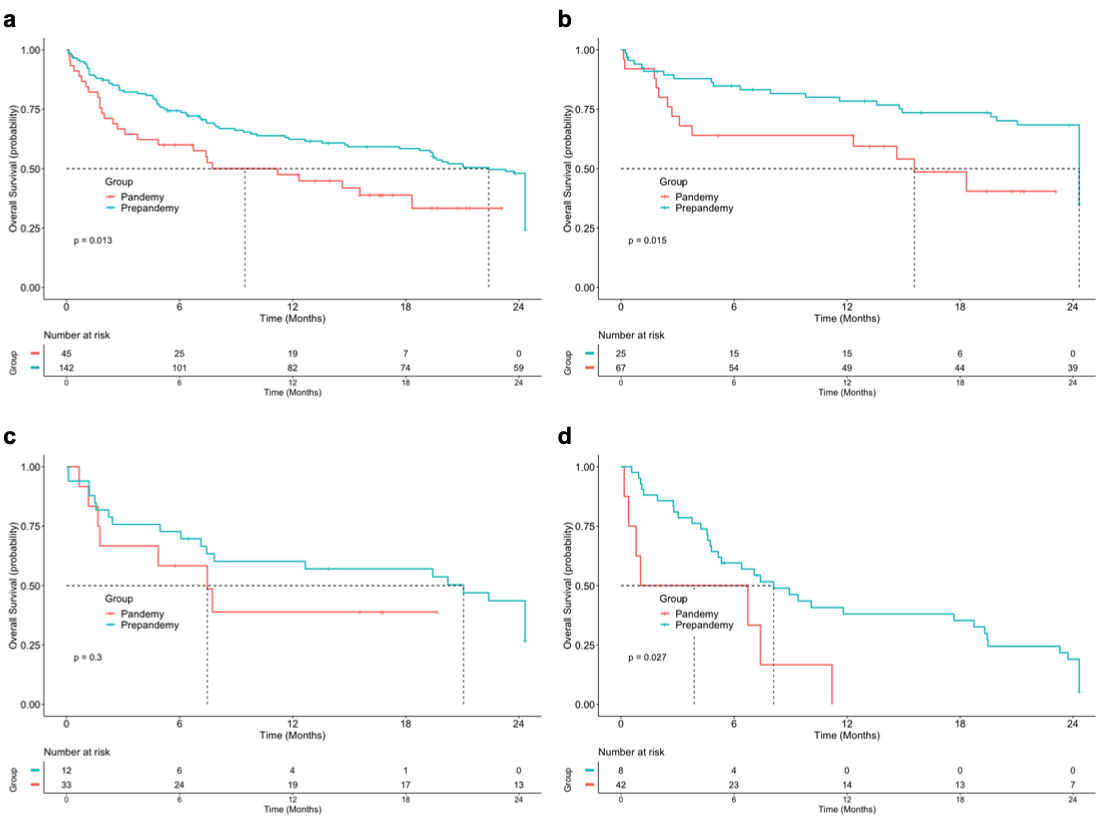 a
Overall Survival (probability)
1.00
0.75
0.50
0.25
0.00
Group
Pandemy
Prepandemy
p = 0.013
0 6 12 18 24
Time (Months)
Number at risk
Group
45 25 19 7 0
142 101 82 74 59
0 6 12 18 24
Time (Months)
b
Overall Survival (probability)
1.00
0.75
0.50
0.25
0.00
Group
Pandemy
Prepandemy
p = 0.015
0 6 12 18 24
Time (Months)
Number at risk
Group
25 15 15 6 0
67 54 49 44 39
0 6 12 18 24
Time (Months)
c
Overall Survival (probability)
1.00
0.75
0.50
0.25
0.00
Group
Pandemy
Prepandemy
p = 0.3
0 6 12 18 24
Time (Months)
Number at risk
Group
12 6 4 1 0
33 24 19 17 13
0 6 12 18 24
Time (Months)
d
Overall Survival (probability)
1.00
0.75
0.50
0.25
0.00
Group
Pandemy
Prepandemy
p = 0.027
0 6 12 18 24
Time (Months)
Number at risk
Group
8 4 0 0 0
42 23 14 13 7
0 6 12 18 24
Time (Months)